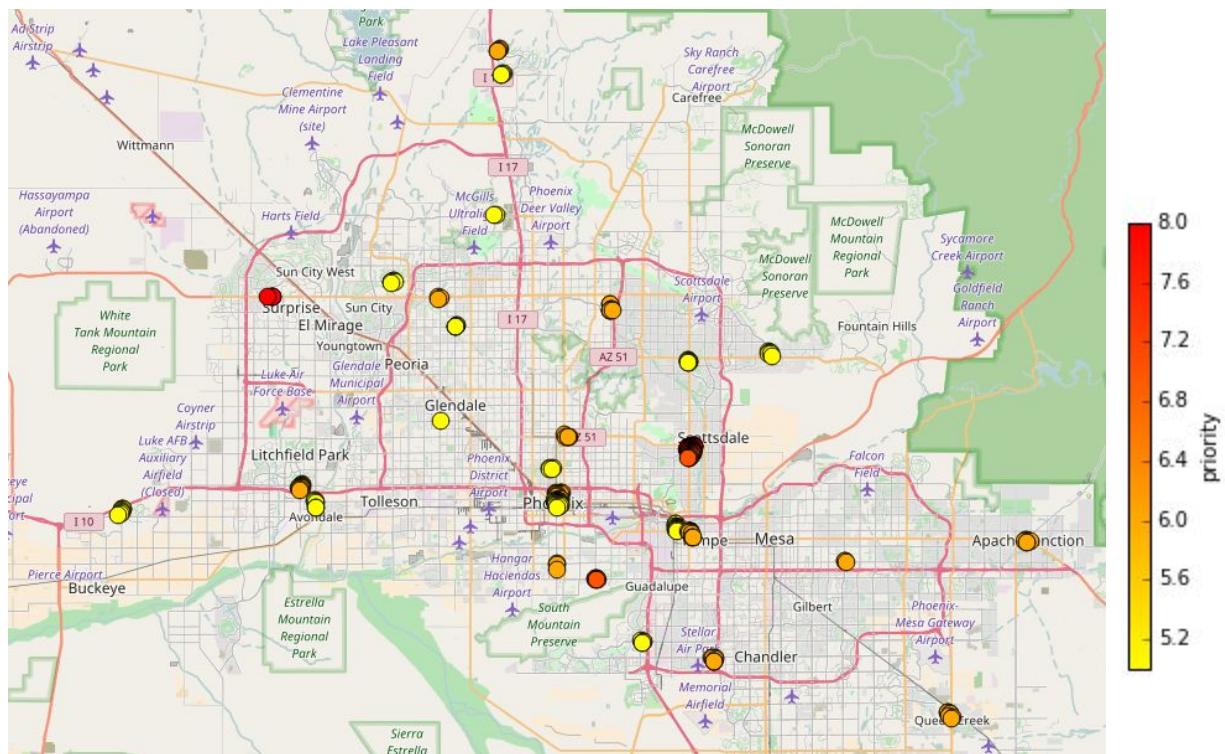 Park
Ad Strip
Airstrip
Lake Pleasant
Landing
Field
Sky Ranch
Carefree
Airport
Carefree
Clementine
Mine Airport
(site)
Wittmann
McDowell
Sonoran
Preserve
I 17
Hassayampa
Airport
(Abandoned)
Harts Field
McGills
Field
Phoenix
Deer Valley
Airport
McDowell
Mountain
Regional
Park
Sycamore
Creek Airport
Goldfield
Ranch
Airport
Sun City West
McDowell
Sonoran
Preserve
Scottsdale
Airport
Surprise
Sun City
El Mirage
Youngtown
I 17
Fountain Hills
White
Tank Mountain
Regional
Park
Peoria
AZ 51
Luke Air
Force Base
Glendale
Municipal
Airport
Glendale
Coyner
Airstrip
Luke AFB
Auxiliary
Airfield
(Closed)
Scottsdale
Litchfield Park
Phoenix
District
Airport
Falcon
Field
Tolleson
Phoenix
Avondale
I 10
Mesa
Apache Junction
Pierce Airport
Buckeye
Hangar
Haciendas
Airport
Guadalupe
Estrella
Mountain
Regional
Park
South
Mountain
Preserve
Gilbert
Phoenix-
Mesa Gateway
Airport
Stellar
Air Park
Chandler
Memorial
Airfield
Queen Creek
Sierra
Estrella
8.0
7.6
7.2
6.8
6.4
6.0
5.6
5.2
priority